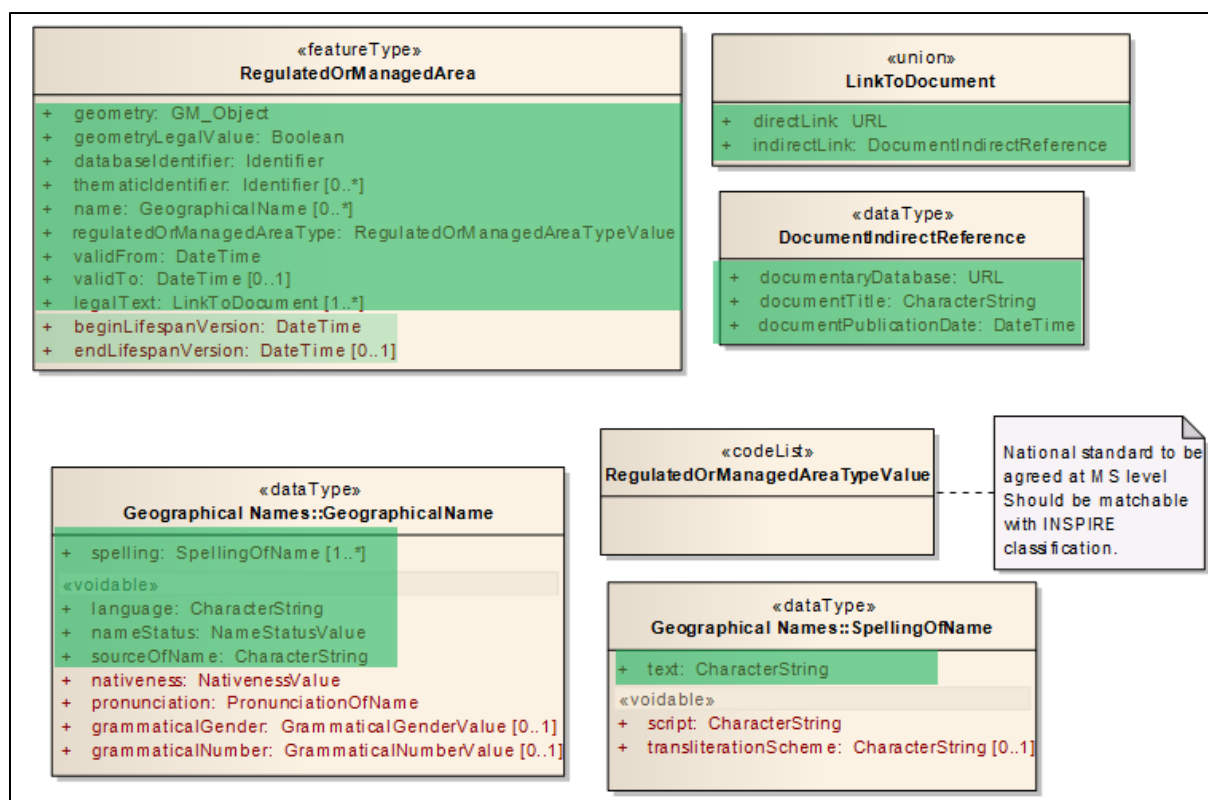 «featureType»
RegulatedOrManagedArea
+ geometry: GM_Object
+ geometryLegalValue: Boolean
+ databaseIdentifier: Identifier
+ thematicIdentifier: Identifier [0..*]
+ name: GeographicalName [0..*]
+ regulatedOrManagedAreaType: RegulatedOrManagedAreaTypeValue
+ validFrom: DateTime
+ validTo: DateTime [0..1]
+ legalText: LinkToDocument [1..*]
+ beginLifespanVersion: DateTime
+ endLifespanVersion: DateTime [0..1]
«union»
LinkToDocument
+ directLink: URL
+ indirectLink: DocumentIndirectReference
«dataType»
DocumentIndirectReference
+ documentaryDatabase: URL
+ documentTitle: CharacterString
+ documentPublicationDate: DateTime
«codeList»
RegulatedOrManagedAreaTypeValue
National standard to be
agreed at MS level
Should be matchable
with INSPIRE
classification.
«dataType»
Geographical Names::GeographicalName
+ spelling: SpellingOfName [1..*]
«voidable»
+ language: CharacterString
+ nameStatus: NameStatusValue
+ sourceOfName: CharacterString
+ nativeness: NativenessValue
+ pronunciation: PronunciationOfName
+ grammaticalGender: GrammaticalGenderValue [0..1]
+ grammaticalNumber: GrammaticalNumberValue [0..1]
«dataType»
Geographical Names::SpellingOfName
+ text: CharacterString
«voidable»
+ script: CharacterString
+ transliterationScheme: CharacterString [0..1]